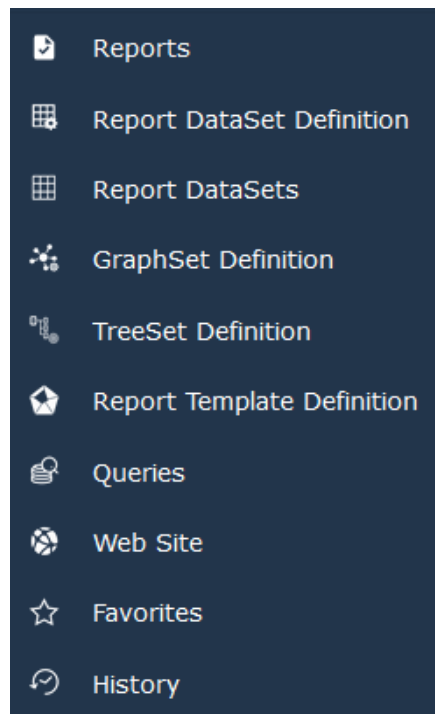 Reports
Report DataSet Definition
Report DataSets
GraphSet Definition
TreeSet Definition
Report Template Definition
Queries
Web Site
Favorites
History